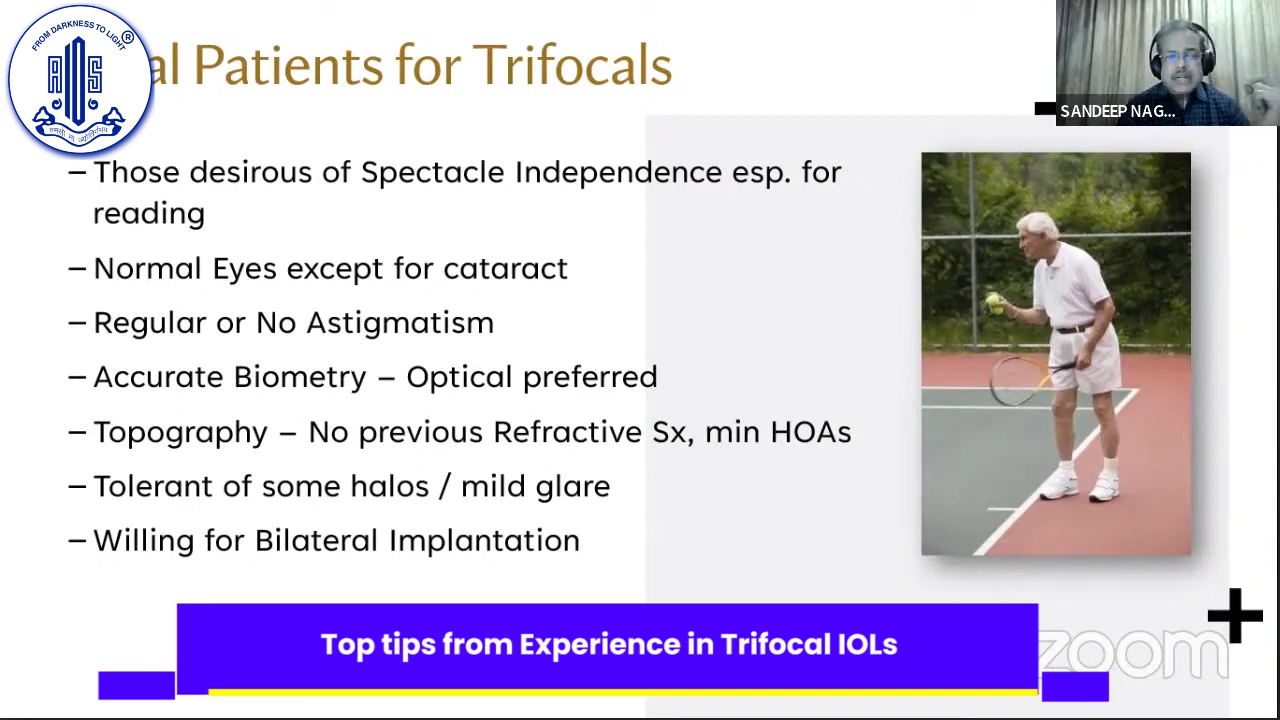 FROM DARKNESS TO LIGHT
®
AIOS
al Patients for Trifocals
SANDEEP NAG...
– Those desirous of Spectacle Independence esp. for
reading
– Normal Eyes except for cataract
– Regular or No Astigmatism
– Accurate Biometry – Optical preferred
– Topography – No previous Refractive Sx, min HOAs
– Tolerant of some halos / mild glare
– Willing for Bilateral Implantation
Top tips from Experience in Trifocal IOLs
zoom